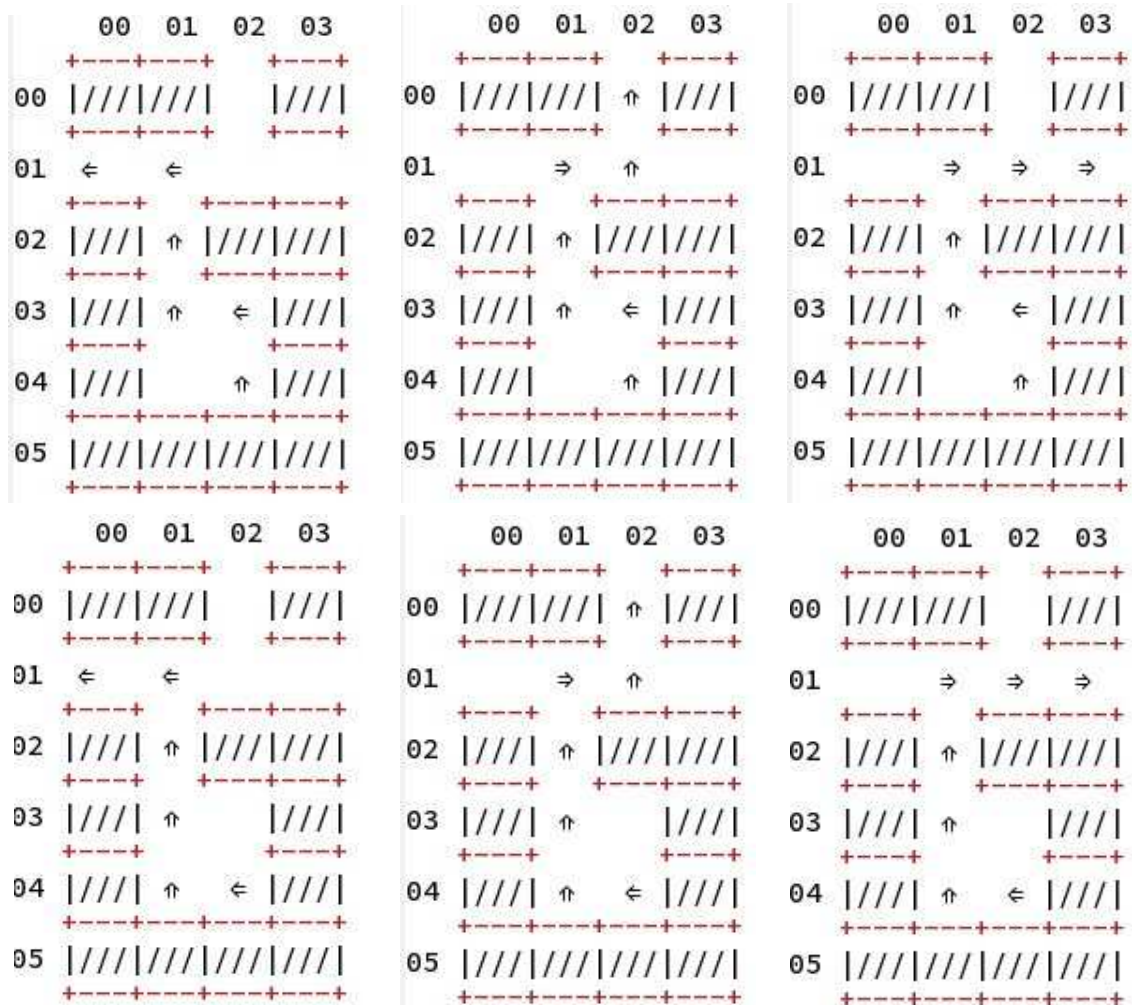 00 01 02 03
+---+---+   +---+
00 |///|///|   |///|
+---+---+   +---+
01 ⇐ ⇐
+---+   +---+---+
02 |///| ⇑ |///|///|
+---+   +---+---+
03 |///| ⇑ ⇐ |///|
+---+       +---+
04 |///|   ⇑ |///|
+---+---+---+---+
05 |///|///|///|///|
+---+---+---+---+
00 01 02 03
+---+---+   +---+
00 |///|///| ⇑ |///|
+---+---+   +---+
01 ⇒ ⇑
+---+   +---+---+
02 |///| ⇑ |///|///|
+---+   +---+---+
03 |///| ⇑ ⇐ |///|
+---+       +---+
04 |///|   ⇑ |///|
+---+---+---+---+
05 |///|///|///|///|
+---+---+---+---+
00 01 02 03
+---+---+   +---+
00 |///|///|   |///|
+---+---+   +---+
01 ⇒ ⇒ ⇒
+---+   +---+---+
02 |///| ⇑ |///|///|
+---+   +---+---+
03 |///| ⇑ ⇐ |///|
+---+       +---+
04 |///|   ⇑ |///|
+---+---+---+---+
05 |///|///|///|///|
+---+---+---+---+
00 01 02 03
+---+---+   +---+
00 |///|///|   |///|
+---+---+   +---+
01 ⇐ ⇐
+---+   +---+---+
02 |///| ⇑ |///|///|
+---+   +---+---+
03 |///| ⇑   |///|
+---+       +---+
04 |///| ⇑ ⇐ |///|
+---+---+---+---+
05 |///|///|///|///|
+---+---+---+---+
00 01 02 03
+---+---+   +---+
00 |///|///| ⇑ |///|
+---+---+   +---+
01 ⇒ ⇑
+---+   +---+---+
02 |///| ⇑ |///|///|
+---+   +---+---+
03 |///| ⇑   |///|
+---+       +---+
04 |///| ⇑ ⇐ |///|
+---+---+---+---+
05 |///|///|///|///|
+---+---+---+---+
00 01 02 03
+---+---+   +---+
00 |///|///|   |///|
+---+---+   +---+
01 ⇒ ⇒ ⇒
+---+   +---+---+
02 |///| ⇑ |///|///|
+---+   +---+---+
03 |///| ⇑   |///|
+---+       +---+
04 |///| ⇑ ⇐ |///|
+---+---+---+---+
05 |///|///|///|///|
+---+---+---+---+